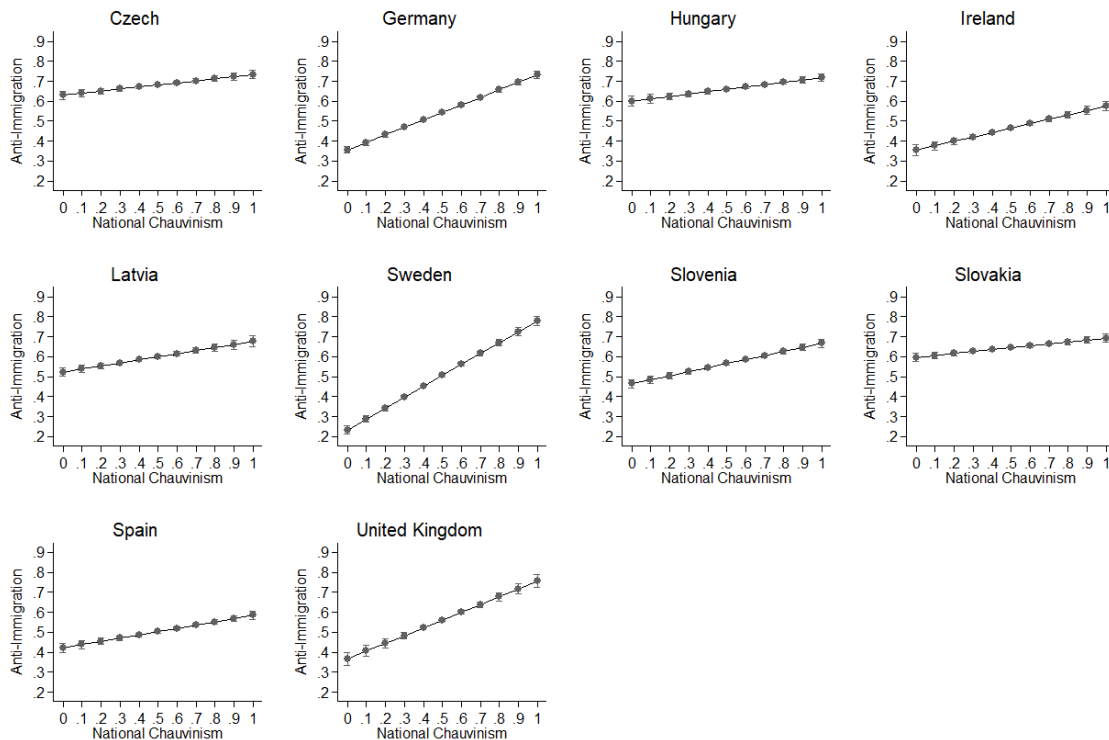 Czech
Anti-Immigration
.9
.8
.7
.6
.5
.4
.3
.2
0 .1 .2 .3 .4 .5 .6 .7 .8 .9 1
National Chauvinism
Germany
Anti-Immigration
.9
.8
.7
.6
.5
.4
.3
.2
0 .1 .2 .3 .4 .5 .6 .7 .8 .9 1
National Chauvinism
Hungary
Anti-Immigration
.9
.8
.7
.6
.5
.4
.3
.2
0 .1 .2 .3 .4 .5 .6 .7 .8 .9 1
National Chauvinism
Ireland
Anti-Immigration
.9
.8
.7
.6
.5
.4
.3
.2
0 .1 .2 .3 .4 .5 .6 .7 .8 .9 1
National Chauvinism
Latvia
Anti-Immigration
.9
.8
.7
.6
.5
.4
.3
.2
0 .1 .2 .3 .4 .5 .6 .7 .8 .9 1
National Chauvinism
Sweden
Anti-Immigration
.9
.8
.7
.6
.5
.4
.3
.2
0 .1 .2 .3 .4 .5 .6 .7 .8 .9 1
National Chauvinism
Slovenia
Anti-Immigration
.9
.8
.7
.6
.5
.4
.3
.2
0 .1 .2 .3 .4 .5 .6 .7 .8 .9 1
National Chauvinism
Slovakia
Anti-Immigration
.9
.8
.7
.6
.5
.4
.3
.2
0 .1 .2 .3 .4 .5 .6 .7 .8 .9 1
National Chauvinism
Spain
Anti-Immigration
.9
.8
.7
.6
.5
.4
.3
.2
0 .1 .2 .3 .4 .5 .6 .7 .8 .9 1
National Chauvinism
United Kingdom
Anti-Immigration
.9
.8
.7
.6
.5
.4
.3
.2
0 .1 .2 .3 .4 .5 .6 .7 .8 .9 1
National Chauvinism